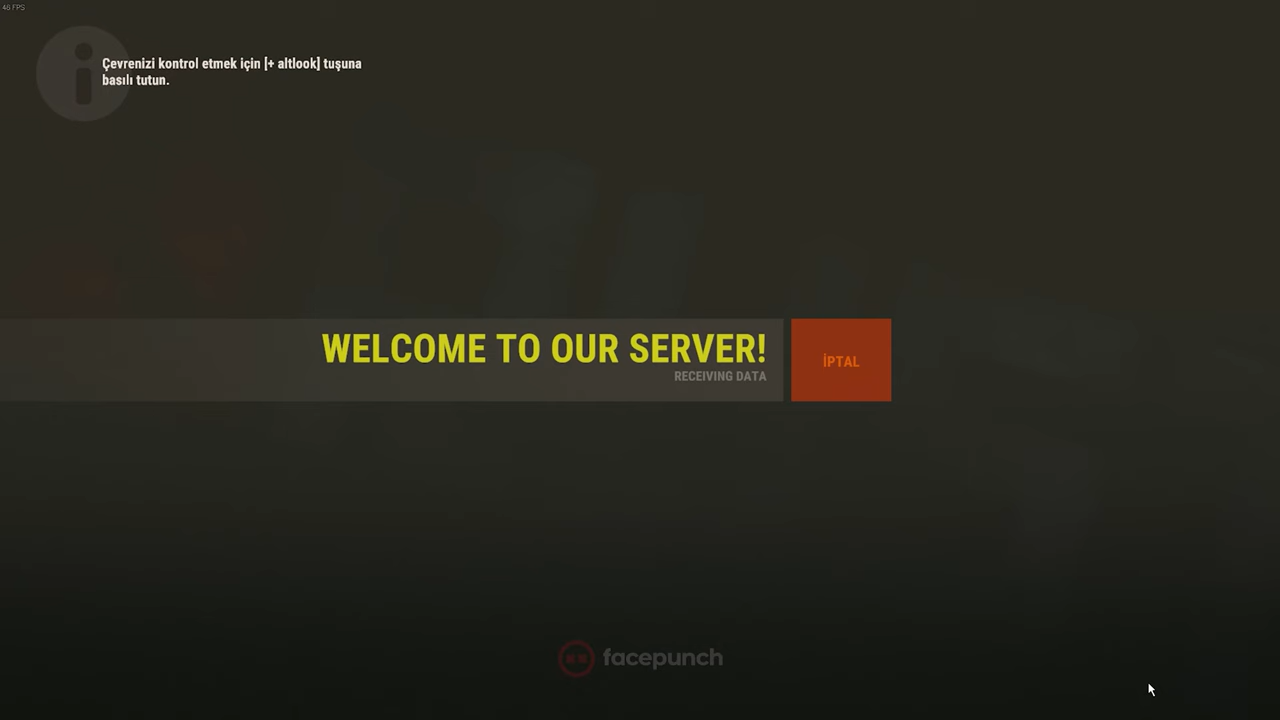 46 FPS
Çevrenizi kontrol etmek için [+ altlook] tuşuna
basılı tutun.
WELCOME TO OUR SERVER!
RECEIVING DATA
İPTAL
facepunch